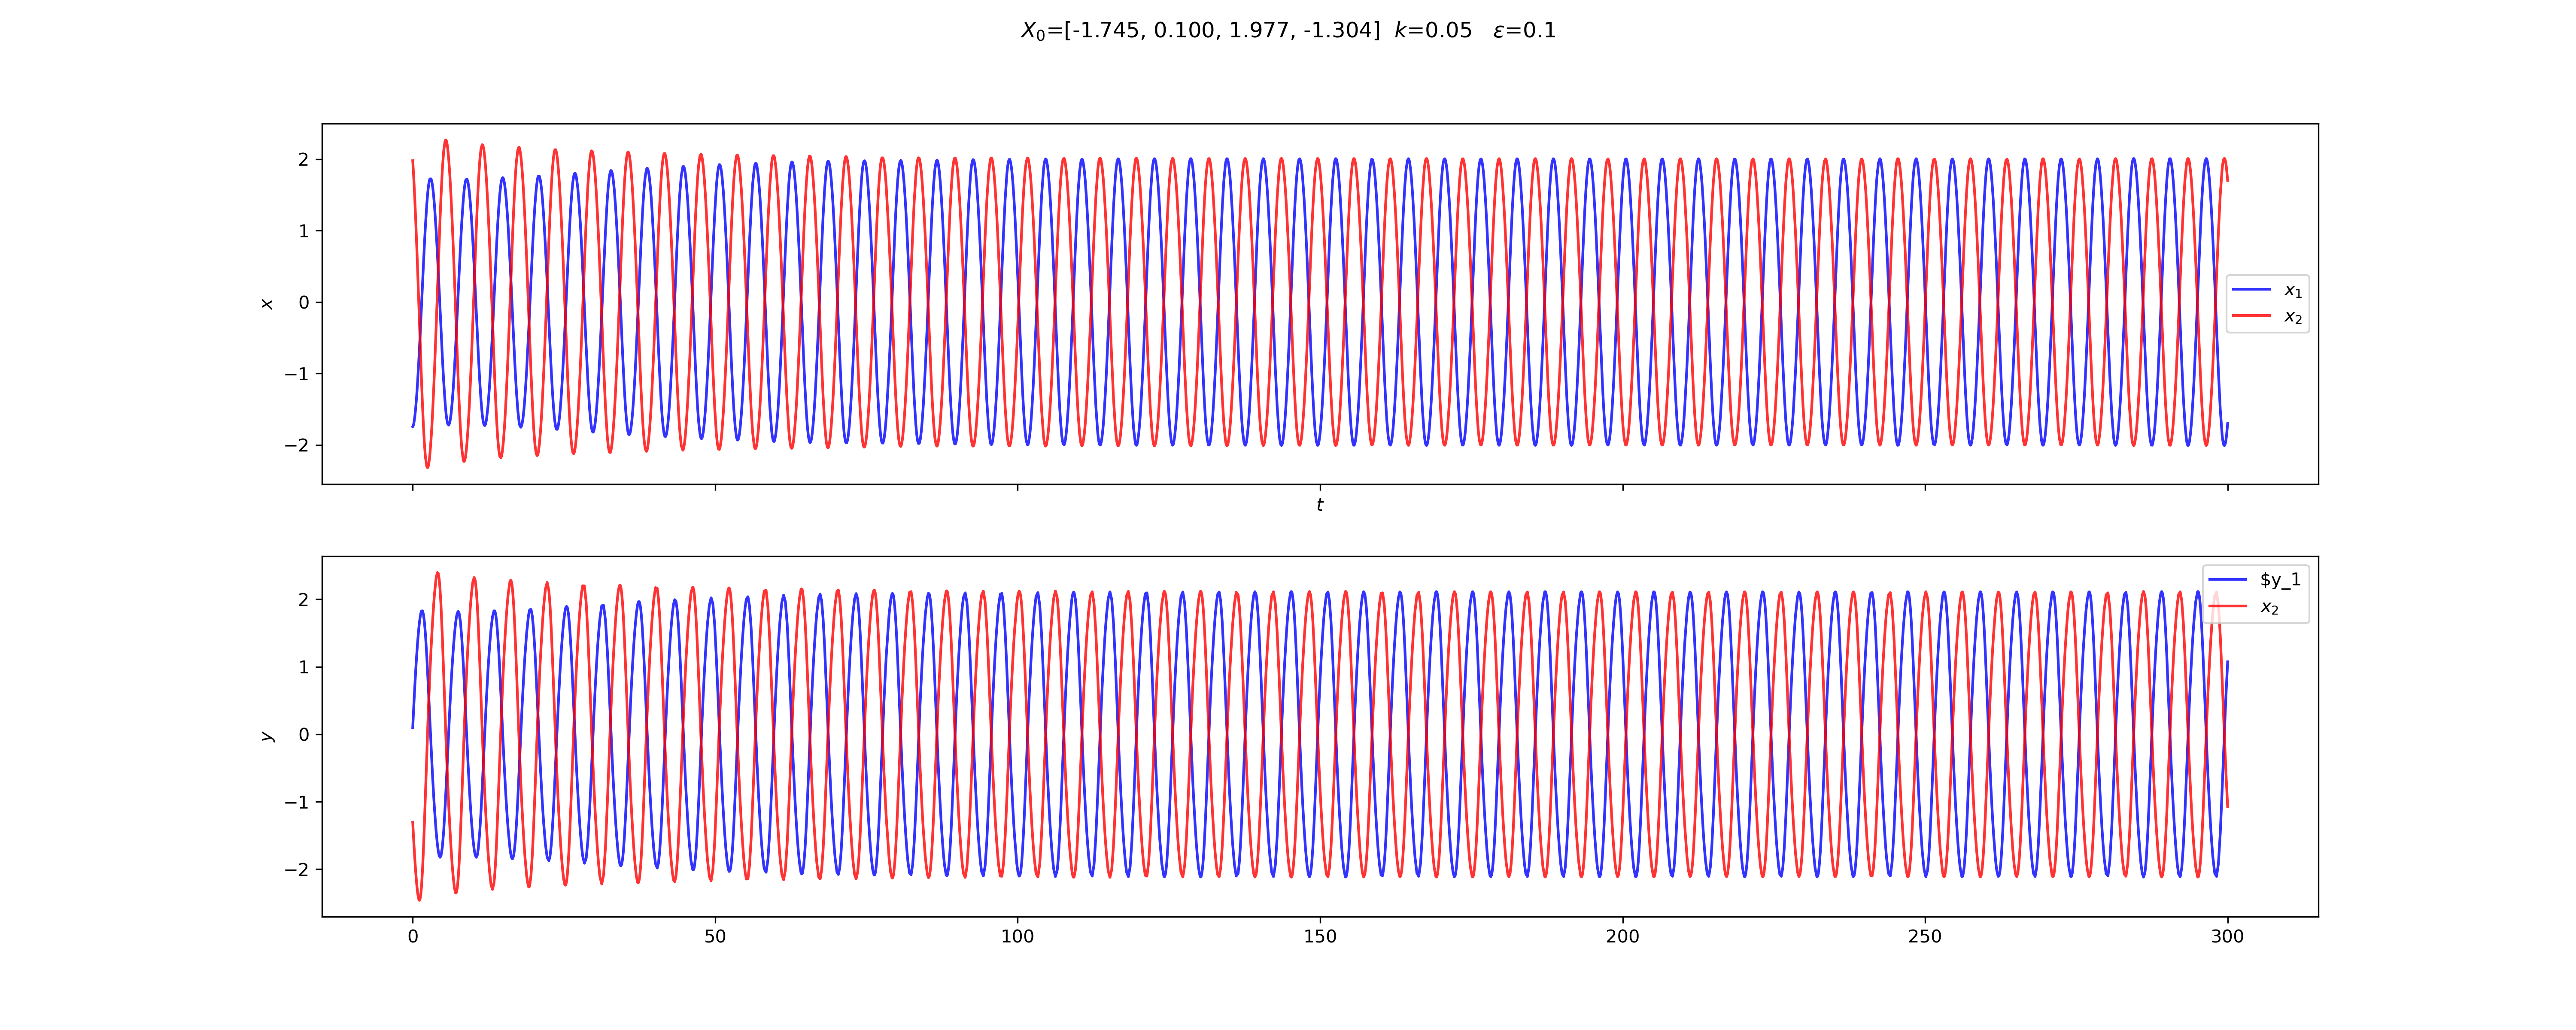 X₀=[-1.745, 0.100, 1.977, -1.304] k=0.05 ε=0.1
2
1
0
−1
−2
x
x₁
x₂
t
2
1
0
−1
−2
y
$y_1
x₂
0 50 100 150 200 250 300